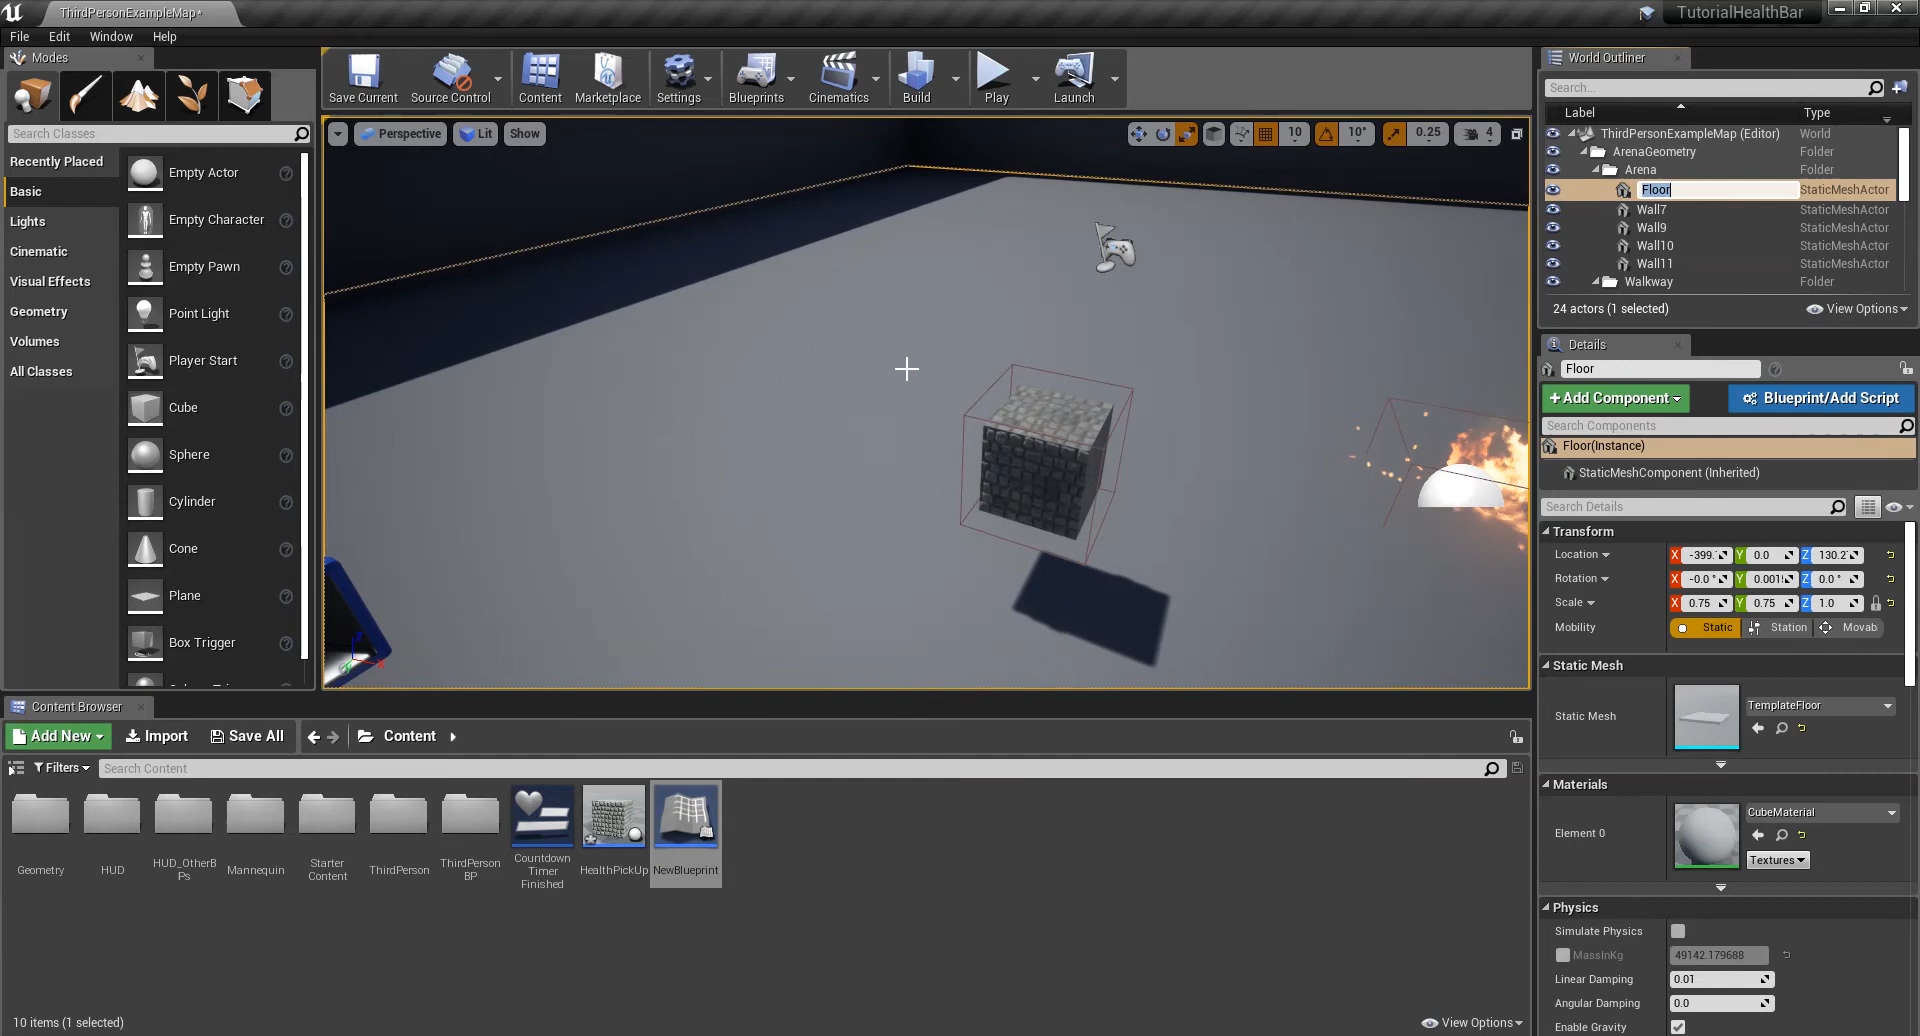 ThirdPersonExampleMap*
TutorialHealthBar
File Edit Window Help
Modes
Search Classes
Recently Placed
Basic
Lights
Cinematic
Visual Effects
Geometry
Volumes
All Classes
Empty Actor
Empty Character
Empty Pawn
Point Light
Player Start
Cube
Sphere
Cylinder
Cone
Plane
Box Trigger
Save Current Source Control Content Marketplace Settings Blueprints Cinematics Build Play Launch
Perspective Lit Show
10 10° 0.25 4
World Outliner
Search...
Label Type
ThirdPersonExampleMap (Editor) World
ArenaGeometry Folder
Arena Folder
Floor StaticMeshActor
Wall7 StaticMeshActor
Wall9 StaticMeshActor
Wall10 StaticMeshActor
Wall11 StaticMeshActor
Walkway Folder
24 actors (1 selected) View Options
Details
Floor
+Add Component Blueprint/Add Script
Search Components
Floor(Instance)
StaticMeshComponent (Inherited)
Search Details
Transform
Location X -399. Y 0.0 Z 130.2
Rotation X -0.0 ° Y 0.001 Z 0.0 °
Scale X 0.75 Y 0.75 Z 1.0
Mobility Static Station Movab
Static Mesh
Static Mesh TemplateFloor
Materials
Element 0 CubeMaterial
Textures
Physics
Simulate Physics
MassInKg 49142.179688
Linear Damping 0.01
Angular Damping 0.0
Enable Gravity
Content Browser
Add New Import Save All Content
Filters Search Content
Geometry
HUD
HUD_OtherB
Ps
Mannequin
Starter
Content
ThirdPerson
ThirdPerson
BP
Countdown
Timer
Finished
HealthPickUp
NewBlueprint
10 items (1 selected) View Options